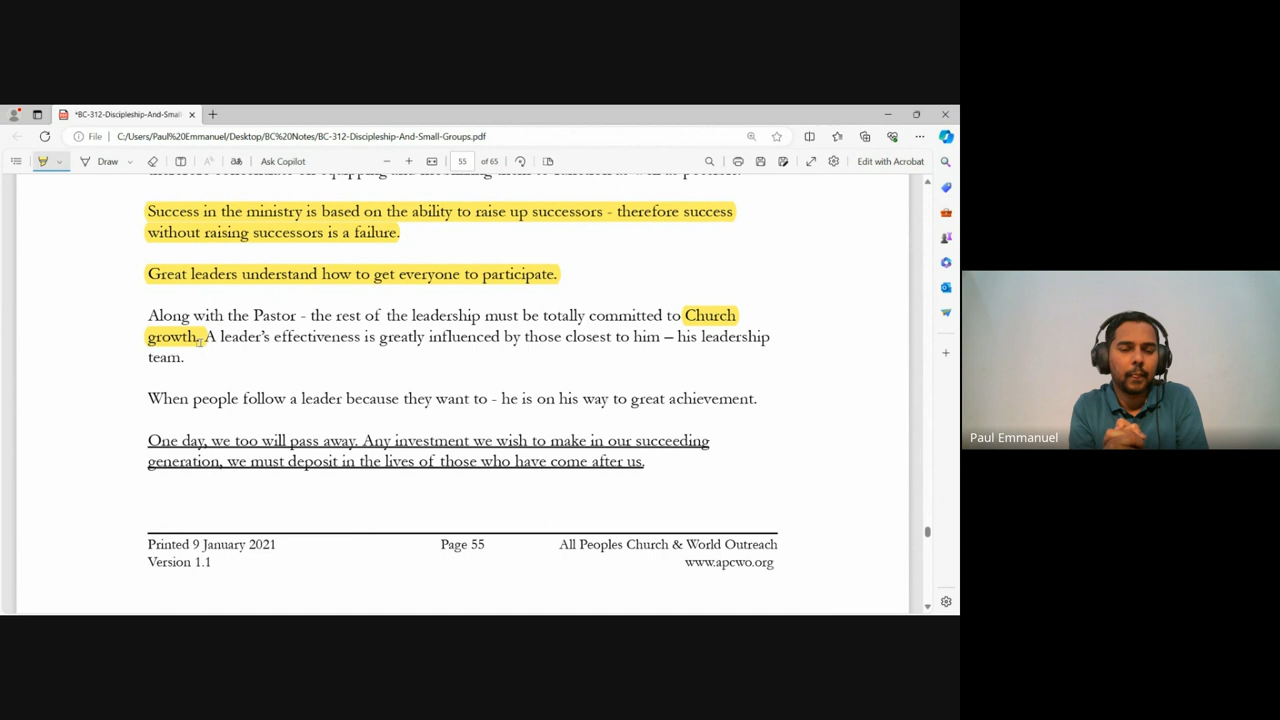 *BC-312-Discipleship-And-Small-
File
C:/Users/Paul%20Emmanuel/Desktop/BC%20Notes/BC-312-Discipleship-And-Small-Groups.pdf
Draw
Ask Copilot
55
of 65
Edit with Acrobat
Success in the ministry is based on the ability to raise up successors - therefore success
without raising successors is a failure.
Great leaders understand how to get everyone to participate.
Along with the Pastor - the rest of the leadership must be totally committed to Church
growth. A leader's effectiveness is greatly influenced by those closest to him – his leadership
team.
When people follow a leader because they want to - he is on his way to great achievement.
One day, we too will pass away. Any investment we wish to make in our succeeding
generation, we must deposit in the lives of those who have come after us.
Printed 9 January 2021
Page 55
All Peoples Church & World Outreach
Version 1.1
www.apcwo.org
Paul Emmanuel